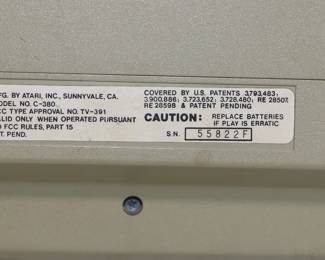 FG. BY ATARI, INC., SUNNYVALE, CA.
MODEL NO. C-380
CC TYPE APPROVAL NO. TV-391
ALID ONLY WHEN OPERATED PURSUANT
O FCC RULES, PART 15
T. PEND.
COVERED BY U.S. PATENTS 3,793,483;
3,900,886; 3,723,652; 3,728,480; RE 28507;
RE 28598 & PATENT PENDING
CAUTION: REPLACE BATTERIES
IF PLAY IS ERRATIC
S.N. 55822F